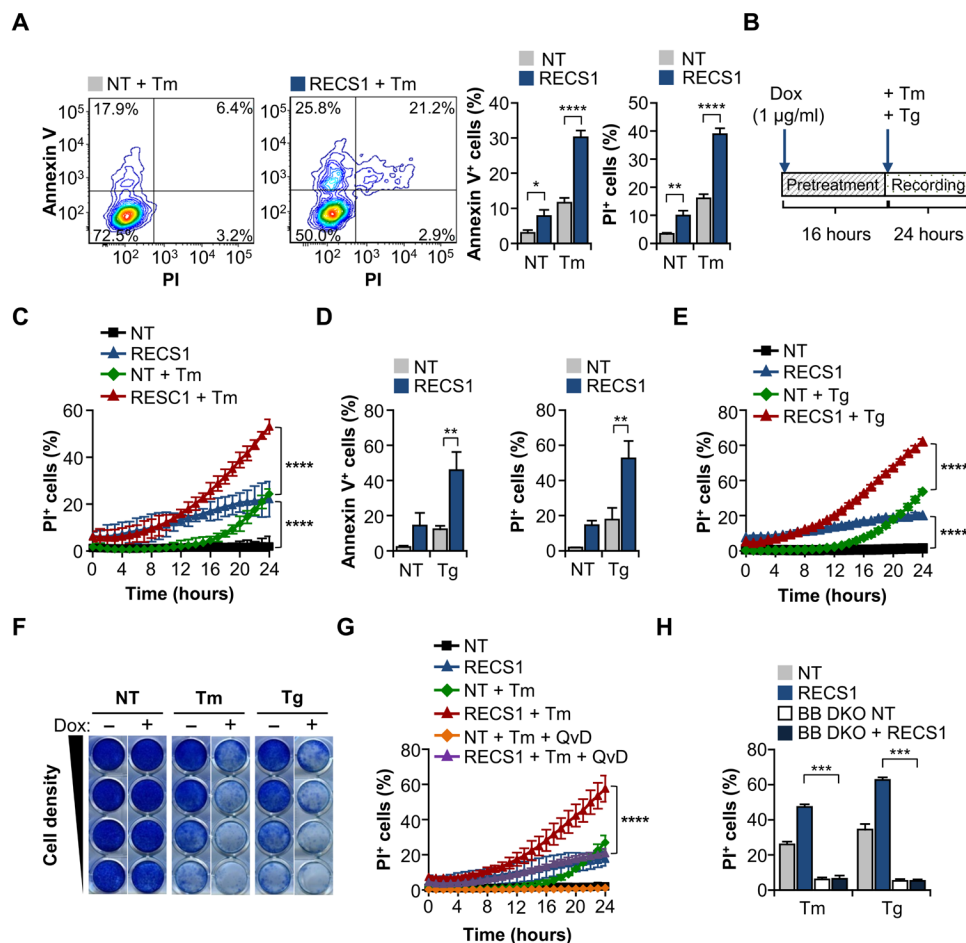 A
NT + Tm
RECS1 + Tm
17.9%
6.4%
72.5%
3.2%
25.8%
21.2%
50.0%
2.9%
Annexin V
10⁵
10⁴
10³
10²
10² 10³ 10⁴ 10⁵
PI
10⁵
10⁴
10³
10²
10² 10³ 10⁴ 10⁵
PI
NT
RECS1
Annexin V⁺ cells (%)
40
30
20
10
0
*
****
NT Tm
NT
RECS1
PI⁺ cells (%)
50
40
30
20
10
0
**
****
NT Tm
B
Dox
(1 µg/ml)
+ Tm
+ Tg
Pretreatment Recording
16 hours 24 hours
C
NT
RECS1
NT + Tm
RESC1 + Tm
PI⁺ cells (%)
60
40
20
0
****
****
0 4 8 12 16 20 24
Time (hours)
D
NT
RECS1
Annexin V⁺ cells (%)
80
60
40
20
0
**
NT Tg
NT
RECS1
PI⁺ cells (%)
80
60
40
20
0
**
NT Tg
E
NT
RECS1
NT + Tg
RECS1 + Tg
PI⁺ cells (%)
80
60
40
20
0
****
****
0 4 8 12 16 20 24
Time (hours)
F
NT Tm Tg
Dox: – + – + – +
Cell density
G
NT
RECS1
NT + Tm
RECS1 + Tm
NT + Tm + QvD
RECS1 + Tm + QvD
PI⁺ cells (%)
80
60
40
20
0
****
0 4 8 12 16 20 24
Time (hours)
H
NT
RECS1
BB DKO NT
BB DKO + RECS1
PI⁺ cells (%)
80
60
40
20
0
***
***
Tm Tg